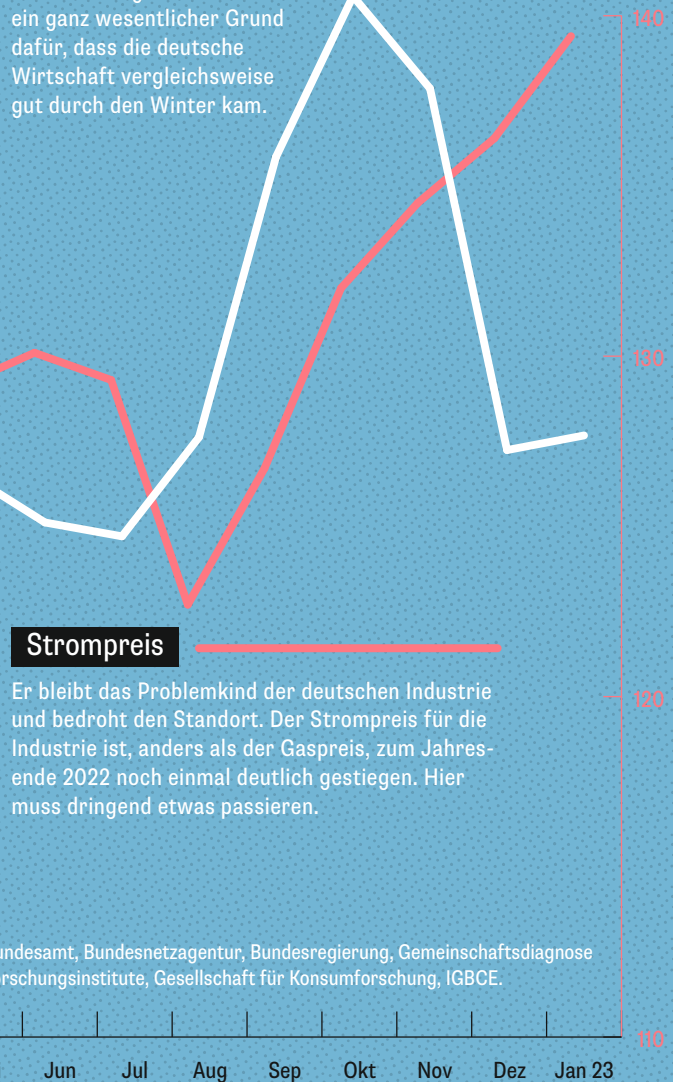 ein ganz wesentlicher Grund
dafür, dass die deutsche
Wirtschaft vergleichsweise
gut durch den Winter kam.
140
130
Strompreis
Er bleibt das Problemkind der deutschen Industrie
und bedroht den Standort. Der Strompreis für die
Industrie ist, anders als der Gaspreis, zum Jahres-
ende 2022 noch einmal deutlich gestiegen. Hier
muss dringend etwas passieren.
120
undesamt, Bundesnetzagentur, Bundesregierung, Gemeinschaftsdiagnose
orschungsinstitute, Gesellschaft für Konsumforschung, IGBCE.
110
Jun Jul Aug Sep Okt Nov Dez Jan 23